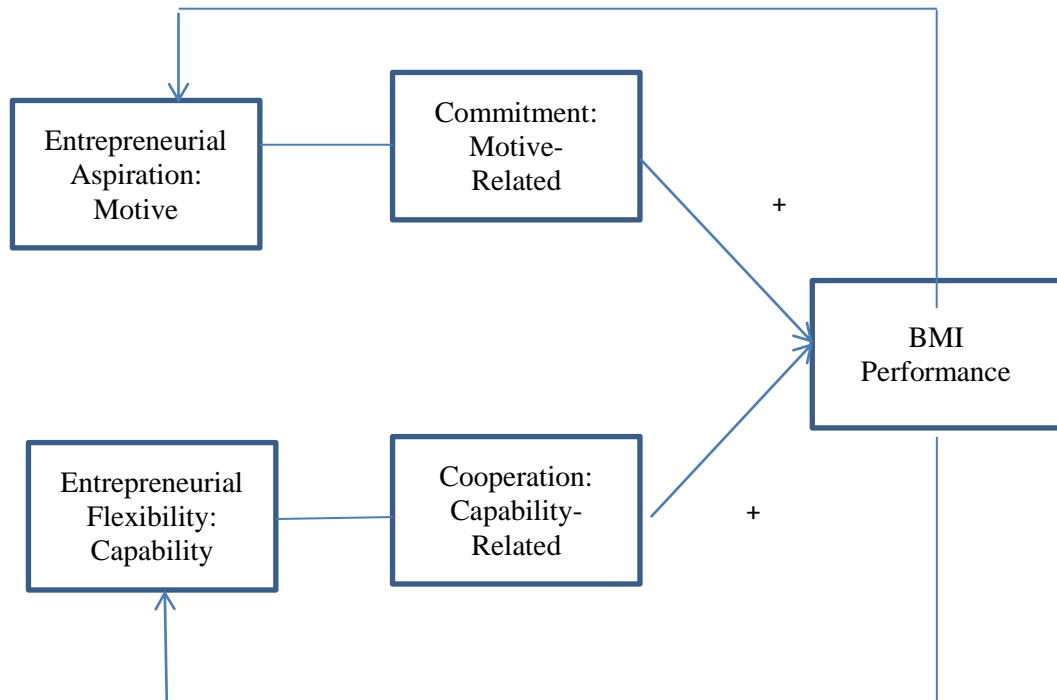 Entrepreneurial
Aspiration:
Motive
Commitment:
Motive-
Related
+
BMI
Performance
Entrepreneurial
Flexibility:
Capability
Cooperation:
Capability-
Related
+